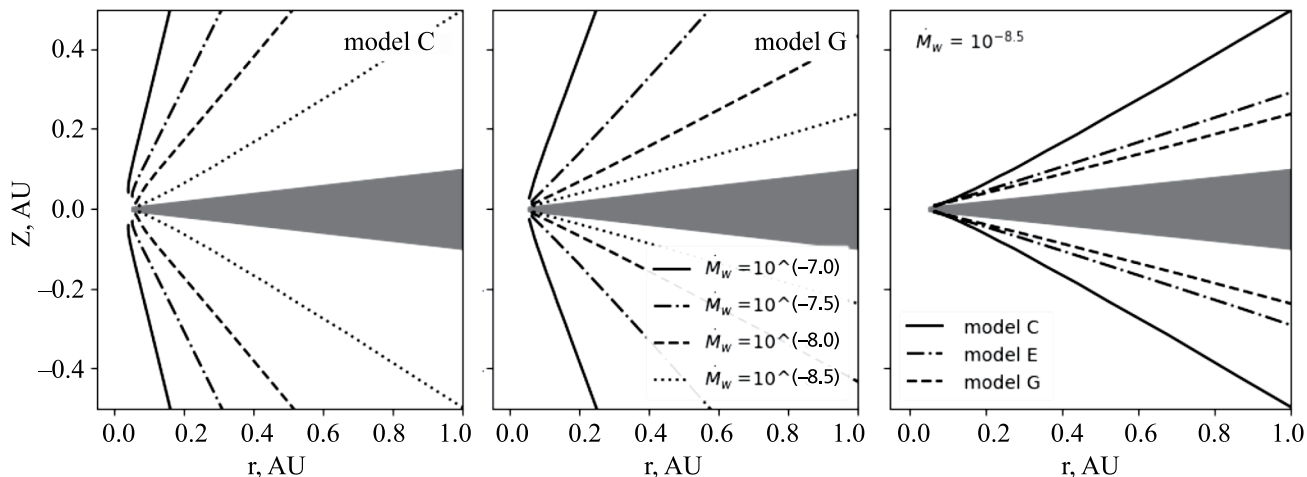 model C
model G
Ṁw = 10^−8.5
0.4
0.2
0.0
−0.2
−0.4
Z, AU
Ṁw =10^(−7.0)
Ṁw =10^(−7.5)
Ṁw =10^(−8.0)
Ṁw =10^(−8.5)
model C
model E
model G
0.0 0.2 0.4 0.6 0.8 1.0
0.0 0.2 0.4 0.6 0.8 1.0
0.0 0.2 0.4 0.6 0.8 1.0
r, AU
r, AU
r, AU